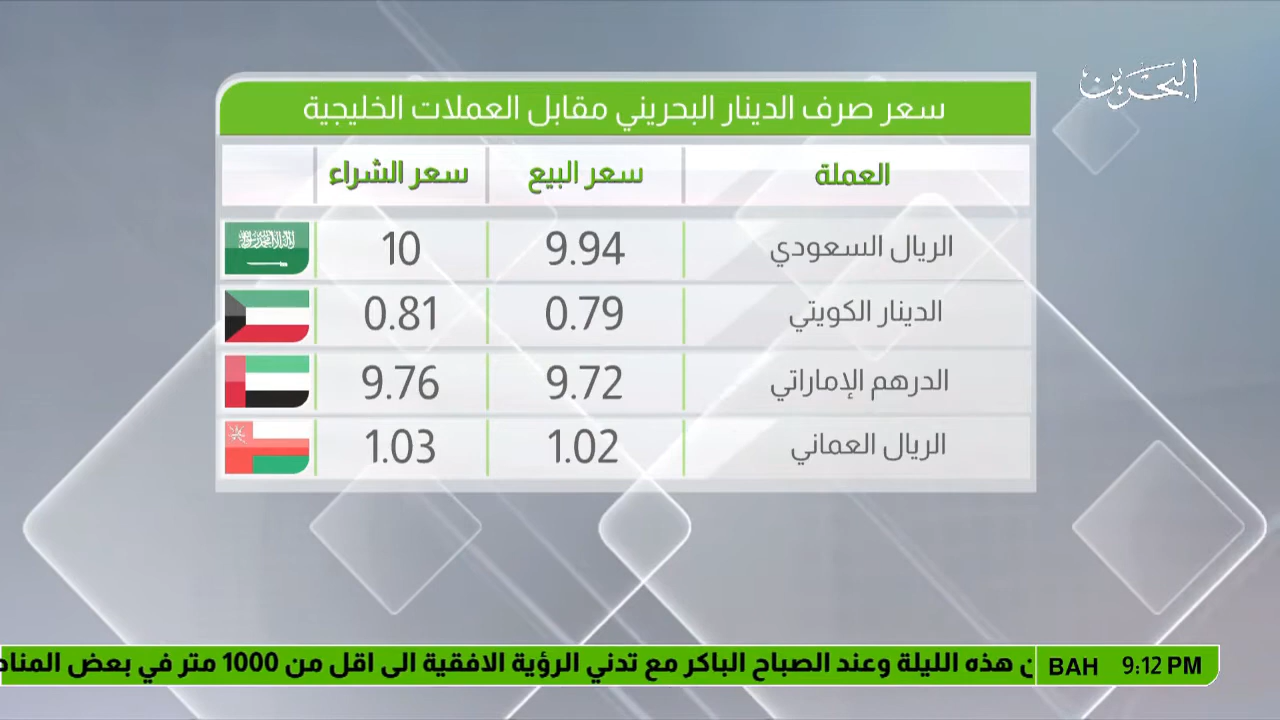 البحرين
سعر صرف الدينار البحريني مقابل العملات الخليجية
العملة سعر البيع سعر الشراء
الريال السعودي 9.94 10
الدينار الكويتي 0.79 0.81
الدرهم الإماراتي 9.72 9.76
الريال العماني 1.02 1.03
BAH 9:12 PM
هذه الليلة وعند الصباح الباكر مع تدني الرؤية الافقية الى اقل من 1000 متر في بعض